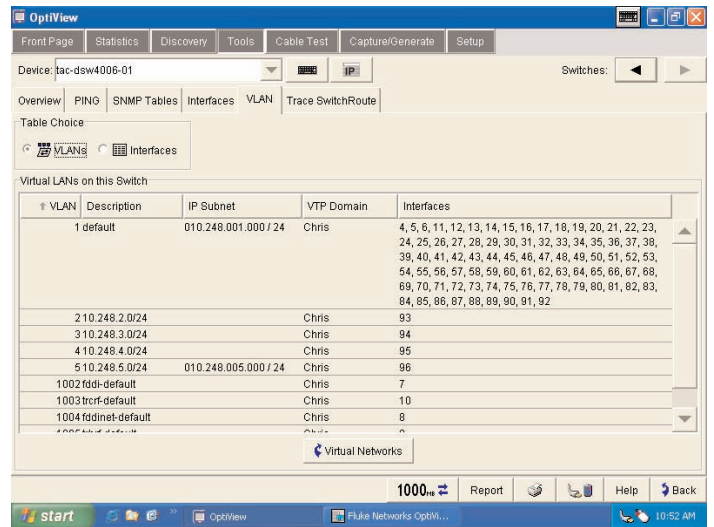 OptiView
Front Page Statistics Discovery Tools Cable Test Capture/Generate Setup
Device: tac-dsw4006-01 IP Switches:
Overview PING SNMP Tables Interfaces VLAN Trace SwitchRoute
Table Choice
VLANs Interfaces
Virtual LANs on this Switch
VLAN Description IP Subnet VTP Domain Interfaces
1 default 010.248.001.000 / 24 Chris 4, 5, 6, 11, 12, 13, 14, 15, 16, 17, 18, 19, 20, 21, 22, 23,
24, 25, 26, 27, 28, 29, 30, 31, 32, 33, 34, 35, 36, 37, 38,
39, 40, 41, 42, 43, 44, 45, 46, 47, 48, 49, 50, 51, 52, 53,
54, 55, 56, 57, 58, 59, 60, 61, 62, 63, 64, 65, 66, 67, 68,
69, 70, 71, 72, 73, 74, 75, 76, 77, 78, 79, 80, 81, 82, 83,
84, 85, 86, 87, 88, 89, 90, 91, 92
2 10.248.2.0/24 Chris 93
3 10.248.3.0/24 Chris 94
4 10.248.4.0/24 Chris 95
5 10.248.5.0/24 010.248.005.000 / 24 Chris 96
1002 fddi-default Chris 7
1003 trcrf-default Chris 10
1004 fddinet-default Chris 8
Virtual Networks
1000 Report Help Back
start OptiView Fluke Networks OptiVi... 10:52 AM